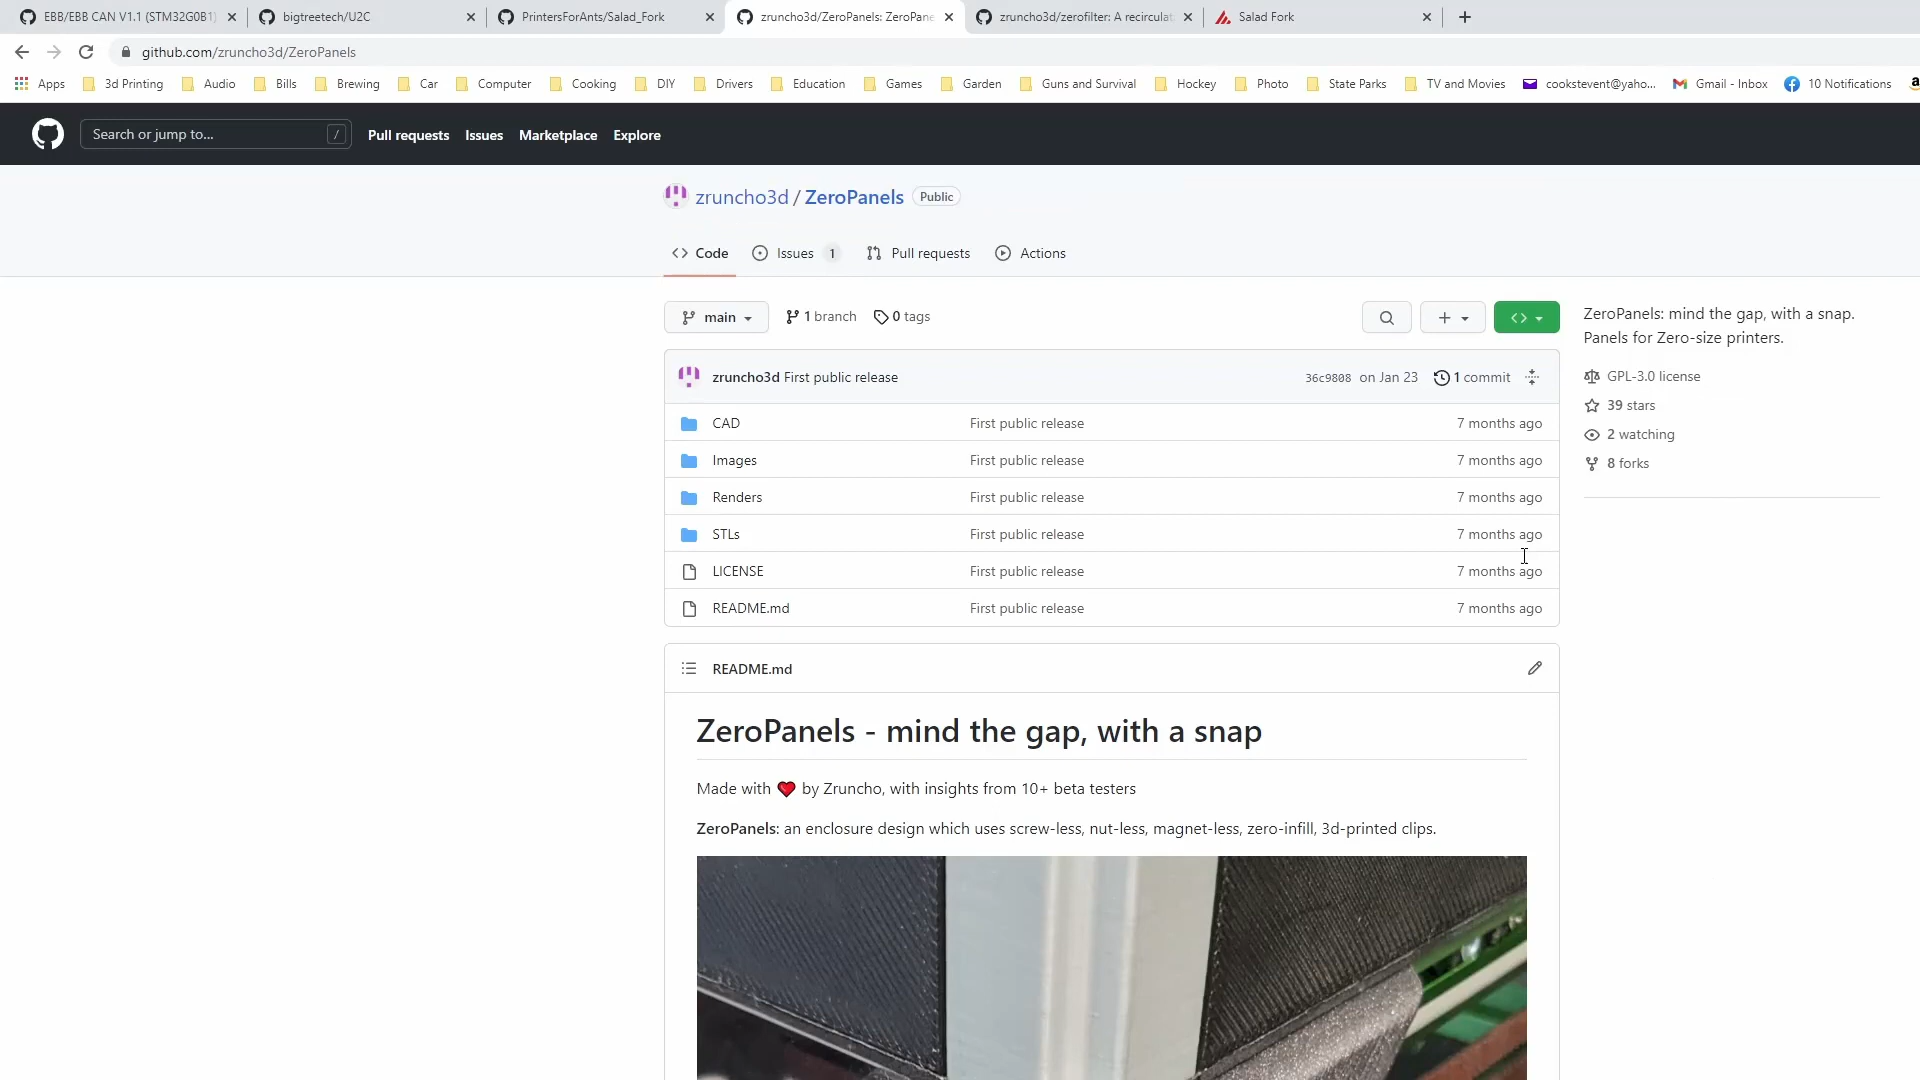 EBB/EBB CAN V1.1 (STM32G0B1)
bigtreetech/U2C
PrintersForAnts/Salad_Fork
zruncho3d/ZeroPanels: ZeroPane
zruncho3d/zerofilter: A recirculat
Salad Fork
github.com/zruncho3d/ZeroPanels
Apps 3d Printing Audio Bills Brewing Car Computer Cooking DIY Drivers Education Games Garden Guns and Survival Hockey Photo State Parks TV and Movies cookstevent@yaho... Gmail - Inbox 10 Notifications
Search or jump to... / Pull requests Issues Marketplace Explore
zruncho3d / ZeroPanels Public
Code Issues 1 Pull requests Actions
main 1 branch 0 tags
zruncho3d First public release 36c9808 on Jan 23 1 commit
CAD First public release 7 months ago
Images First public release 7 months ago
Renders First public release 7 months ago
STLs First public release 7 months ago
LICENSE First public release 7 months ago
README.md First public release 7 months ago
ZeroPanels: mind the gap, with a snap.
Panels for Zero-size printers.
GPL-3.0 license
39 stars
2 watching
8 forks
README.md
ZeroPanels - mind the gap, with a snap
Made with ❤️ by Zruncho, with insights from 10+ beta testers
ZeroPanels: an enclosure design which uses screw-less, nut-less, magnet-less, zero-infill, 3d-printed clips.